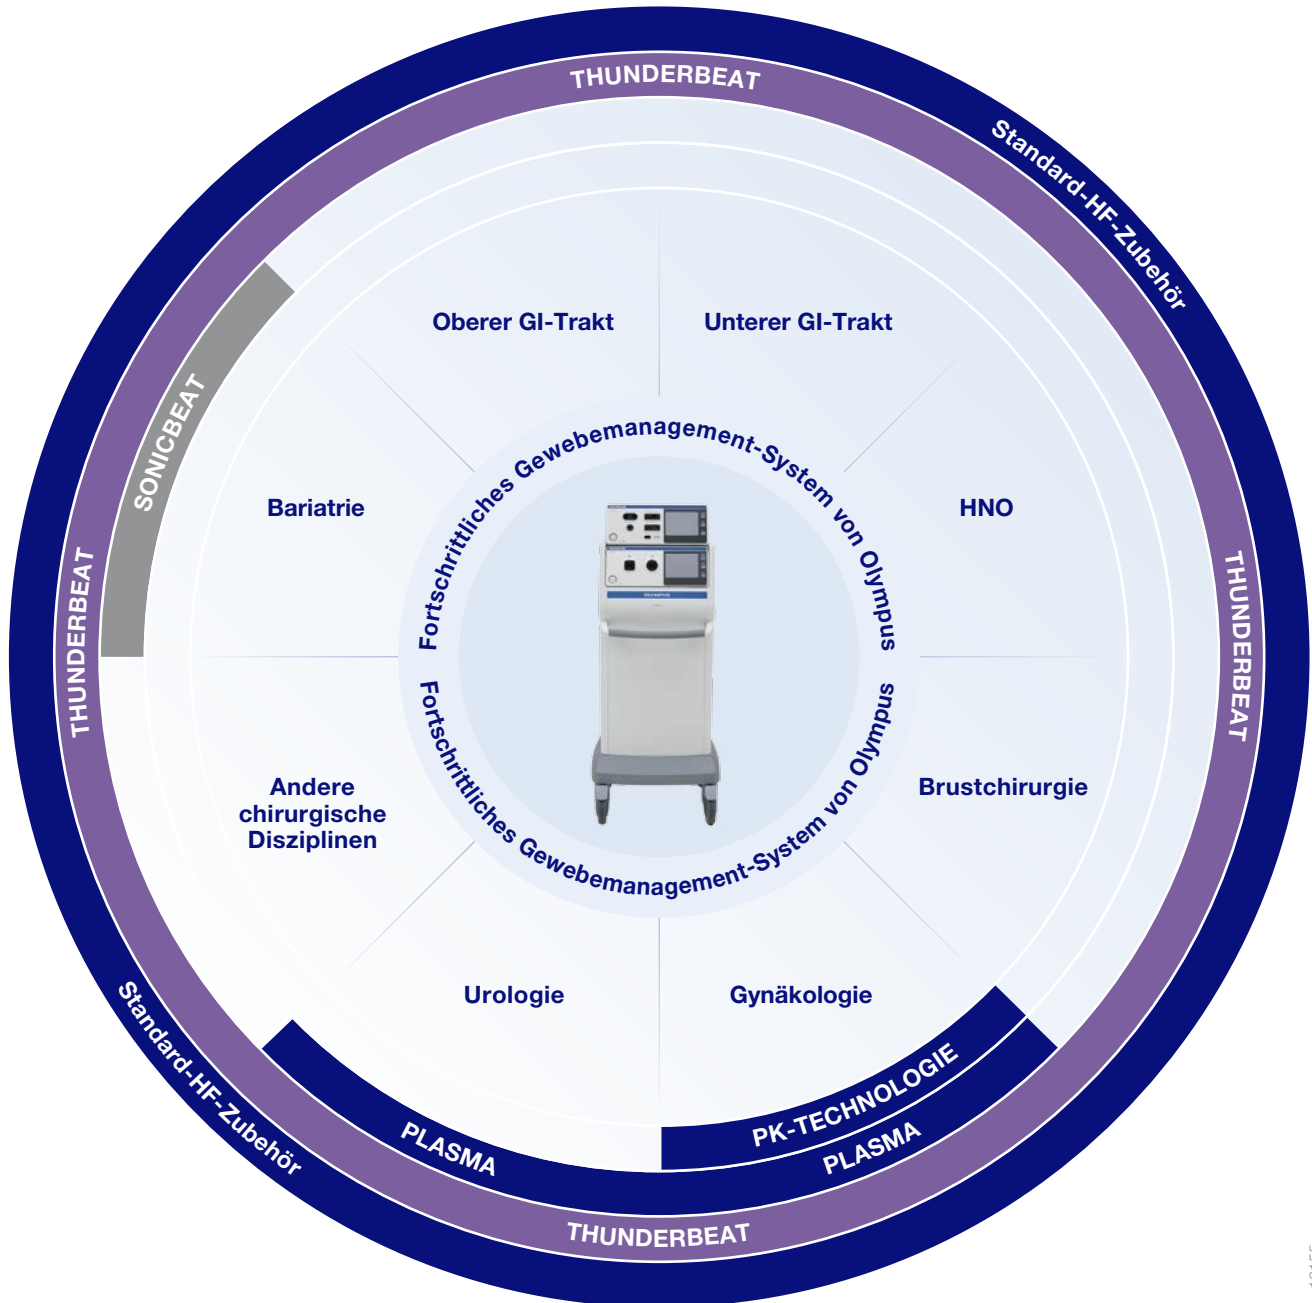 THUNDERBEAT
Standard-HF-Zubehör
SONICBEAT
Oberer GI-Trakt
Unterer GI-Trakt
Bariatrie
HNO
Fortschrittliches Gewebemanagement-System von Olympus
OLYMPUS
THUNDERBEAT
THUNDERBEAT
Fortschrittliches Gewebemanagement-System von Olympus
Andere
chirurgische
Disziplinen
Brustchirurgie
Urologie
Gynäkologie
Standard-HF-Zubehör
PLASMA
PK-TECHNOLOGIE
PLASMA
THUNDERBEAT